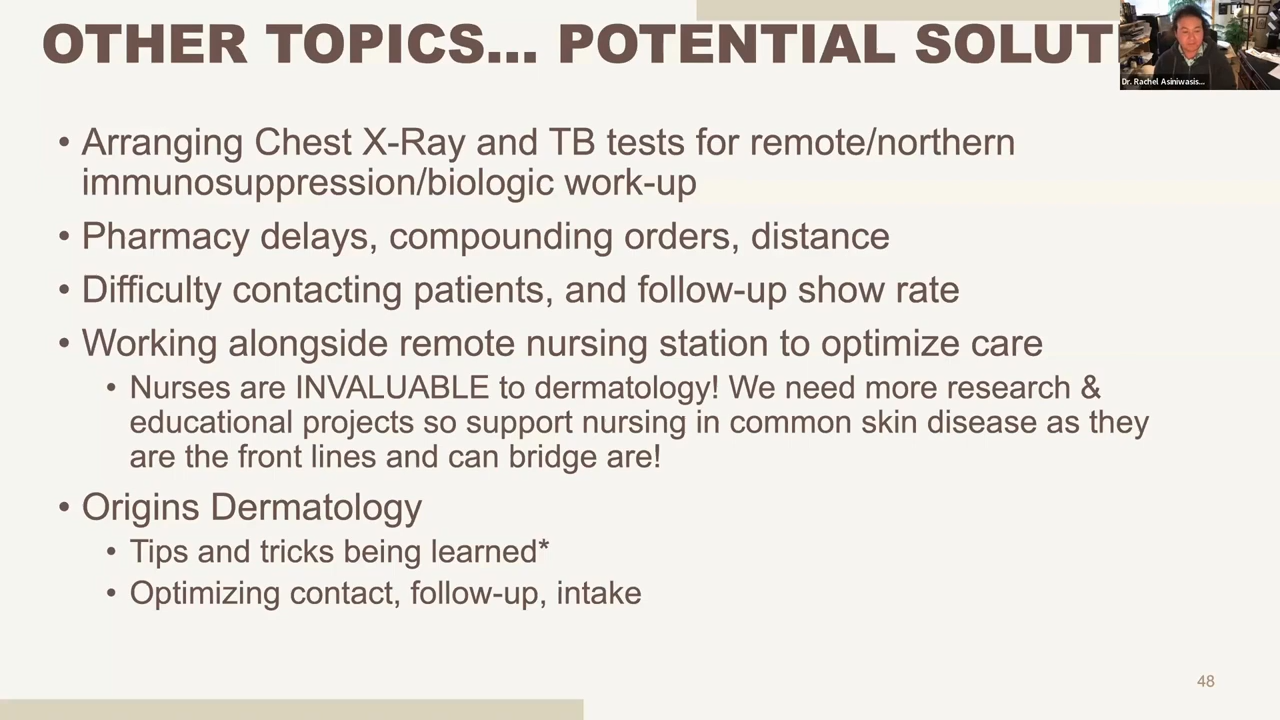 OTHER TOPICS... POTENTIAL SOLUT
Dr. Rachel Asiniwasis...
• Arranging Chest X-Ray and TB tests for remote/northern
immunosuppression/biologic work-up
• Pharmacy delays, compounding orders, distance
• Difficulty contacting patients, and follow-up show rate
• Working alongside remote nursing station to optimize care
• Nurses are INVALUABLE to dermatology! We need more research &
educational projects so support nursing in common skin disease as they
are the front lines and can bridge are!
• Origins Dermatology
• Tips and tricks being learned*
• Optimizing contact, follow-up, intake
48